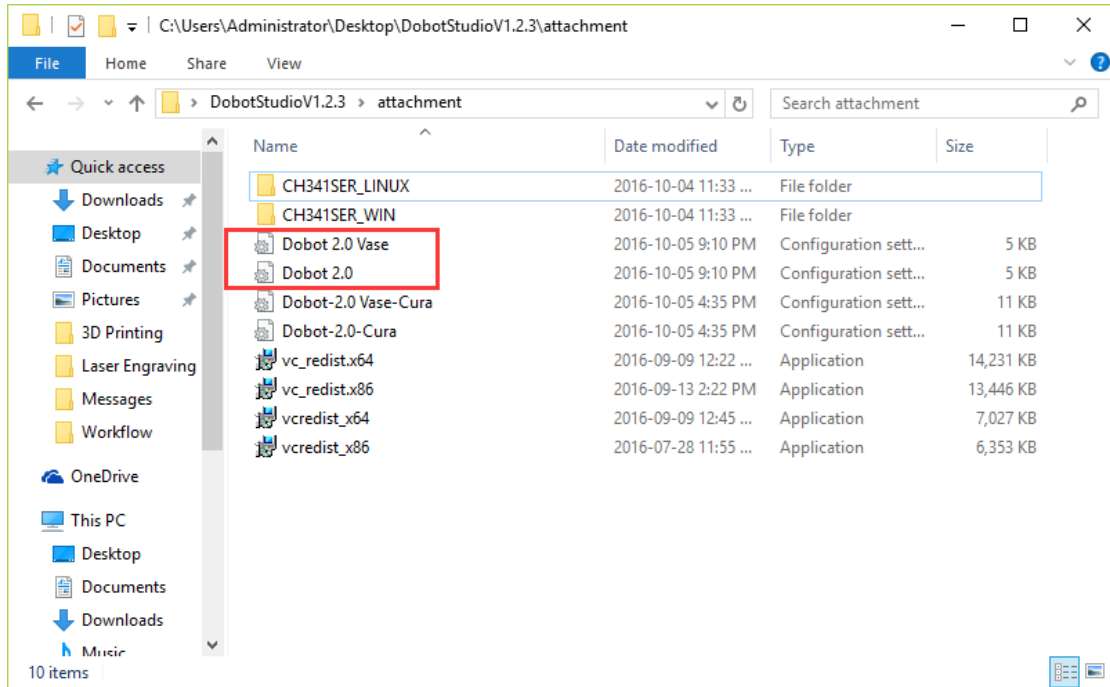 C:\Users\Administrator\Desktop\DobotStudioV1.2.3\attachment
File Home Share View
DobotStudioV1.2.3 > attachment Search attachment
Name Date modified Type Size
Quick access
Downloads
Desktop
Documents
Pictures
3D Printing
Laser Engraving
Messages
Workflow
OneDrive
This PC
Desktop
Documents
Downloads
Music
CH341SER_LINUX 2016-10-04 11:33 ... File folder
CH341SER_WIN 2016-10-04 11:33 ... File folder
Dobot 2.0 Vase 2016-10-05 9:10 PM Configuration sett... 5 KB
Dobot 2.0 2016-10-05 9:10 PM Configuration sett... 5 KB
Dobot-2.0 Vase-Cura 2016-10-05 4:35 PM Configuration sett... 11 KB
Dobot-2.0-Cura 2016-10-05 4:35 PM Configuration sett... 11 KB
vc_redist.x64 2016-09-09 12:22 ... Application 14,231 KB
vc_redist.x86 2016-09-13 2:22 PM Application 13,446 KB
vcredist_x64 2016-09-09 12:45 ... Application 7,027 KB
vcredist_x86 2016-07-28 11:55 ... Application 6,353 KB
10 items